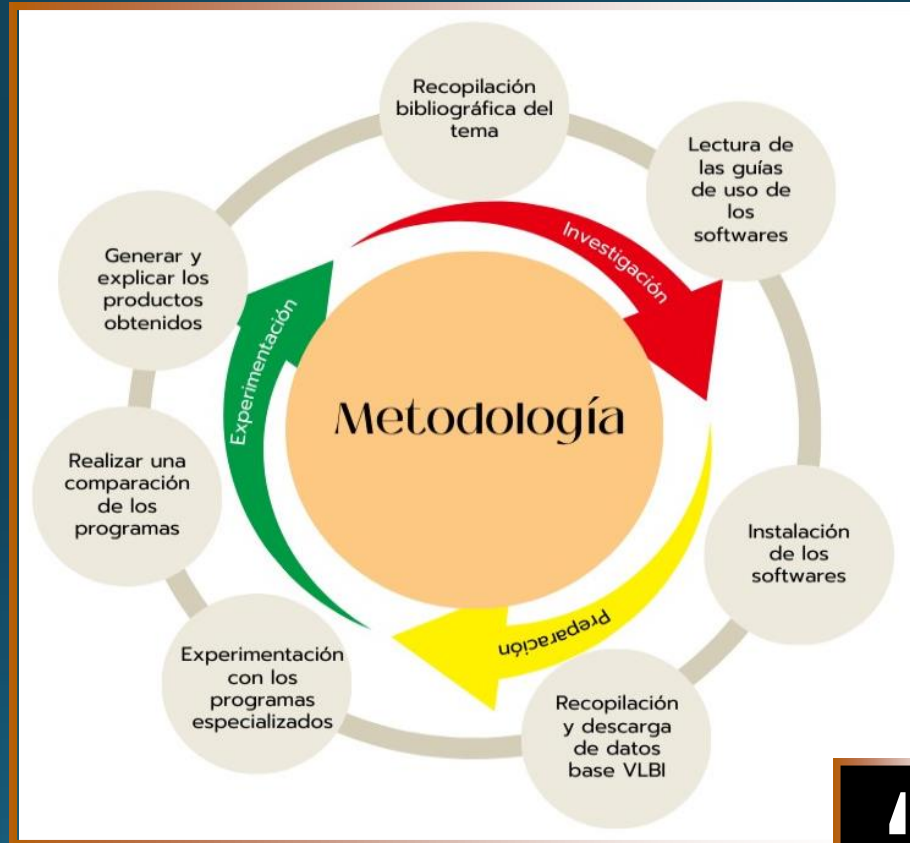 Recopilación
bibliográfica del
tema
Lectura de
las guías
de uso de
los
softwares
Investigación
Generar y
explicar los
productos
obtenidos
Experimentación
Metodología
Realizar una
comparación
de los
programas
Instalación
de los
softwares
Preparación
Experimentación
con los
programas
especializados
Recopilación
y descarga
de datos
base VLBI